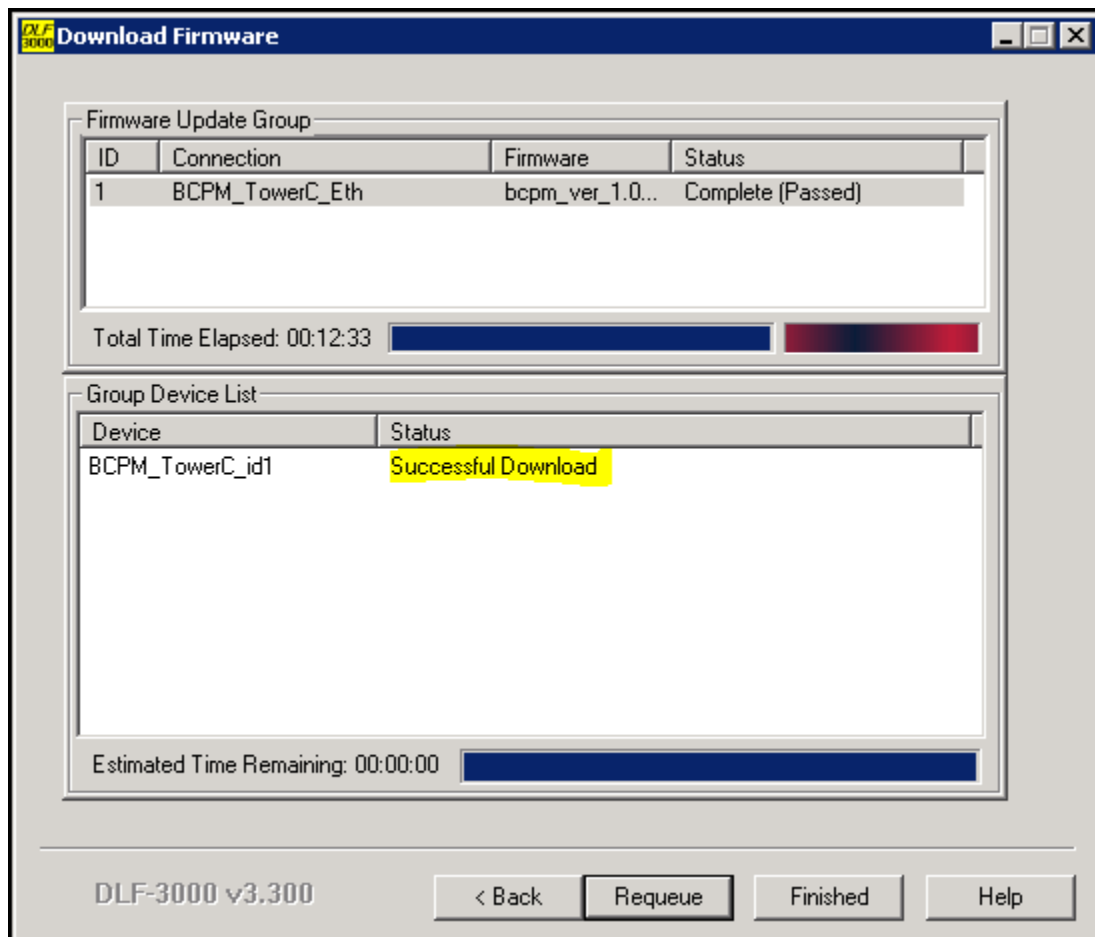 DLF 3000 Download Firmware
Firmware Update Group
ID Connection Firmware Status
1 BCPM_TowerC_Eth bcpm_ver_1.0... Complete (Passed)
Total Time Elapsed: 00:12:33
Group Device List
Device Status
BCPM_TowerC_id1 Successful Download
Estimated Time Remaining: 00:00:00
DLF-3000 v3.300 < Back Requeue Finished Help